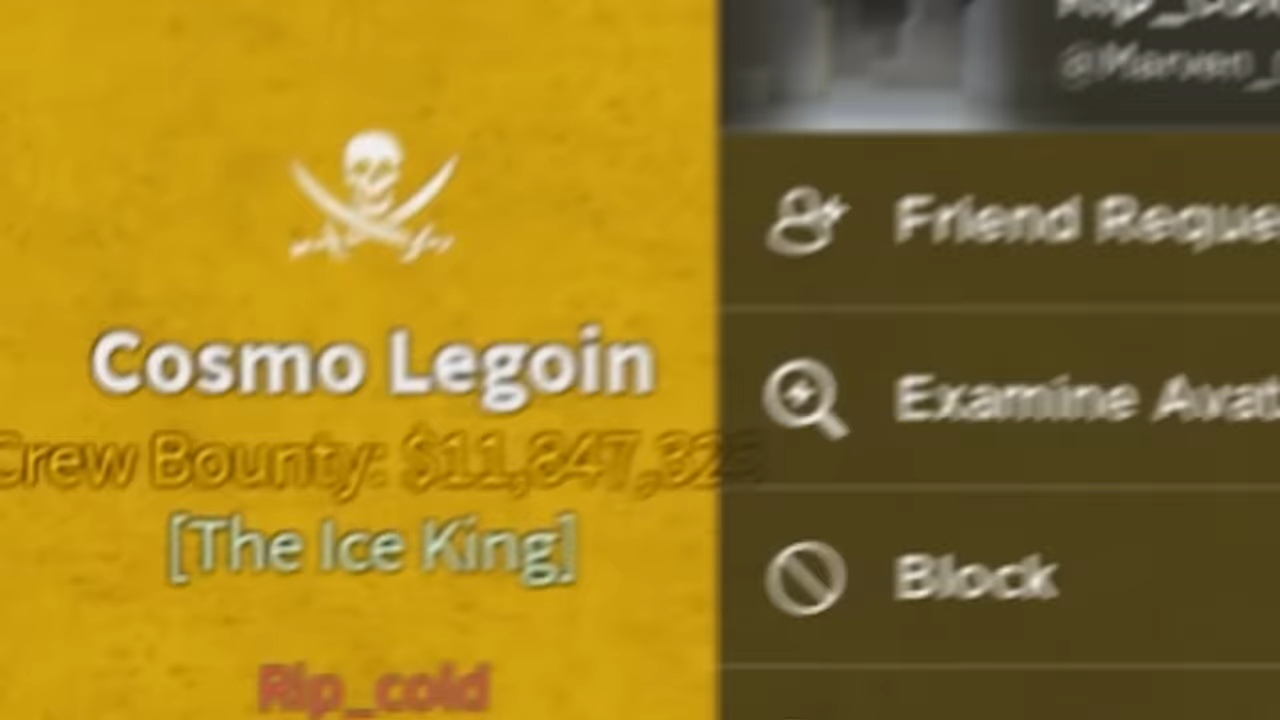 Cosmo Legoin
Crew Bounty: $11,847,325
[The Ice King]
Rip_cold
Friend Reque
Examine Avat
Block